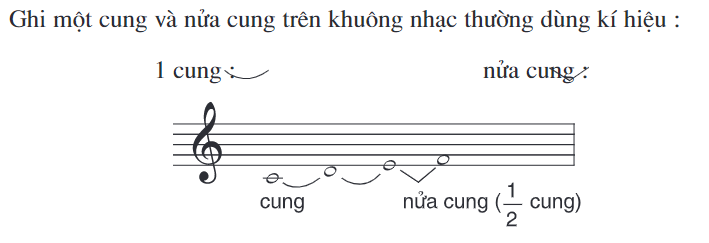 Ghi một cung và nửa cung trên khuông nhạc thường dùng kí hiệu :
1 cung : nửa cung :
cung nửa cung (1/2 cung)